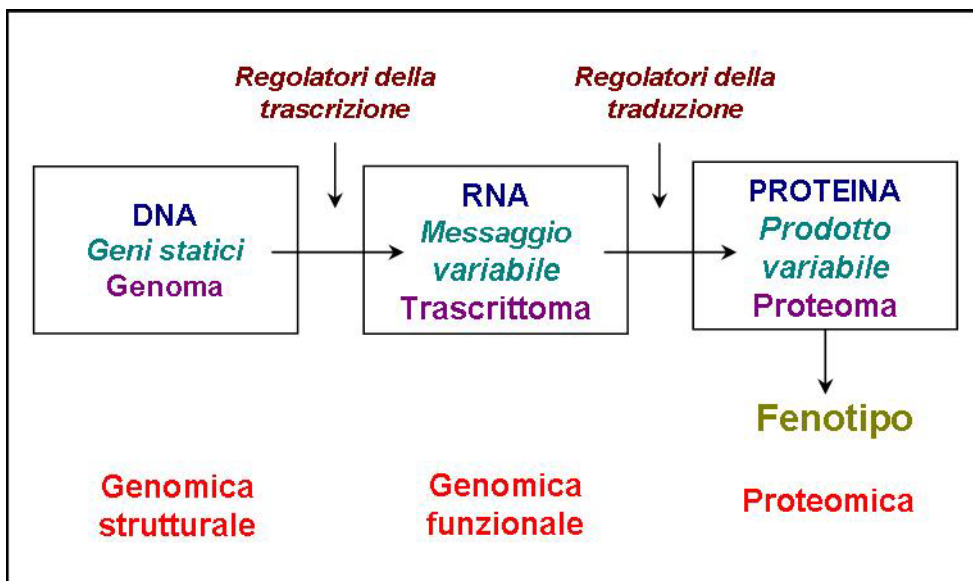 Regolatori della
trascrizione
Regolatori della
traduzione
DNA
Geni statici
Genoma
RNA
Messaggio
variabile
Trascrittoma
PROTEINA
Prodotto
variabile
Proteoma
Fenotipo
Genomica
strutturale
Genomica
funzionale
Proteomica